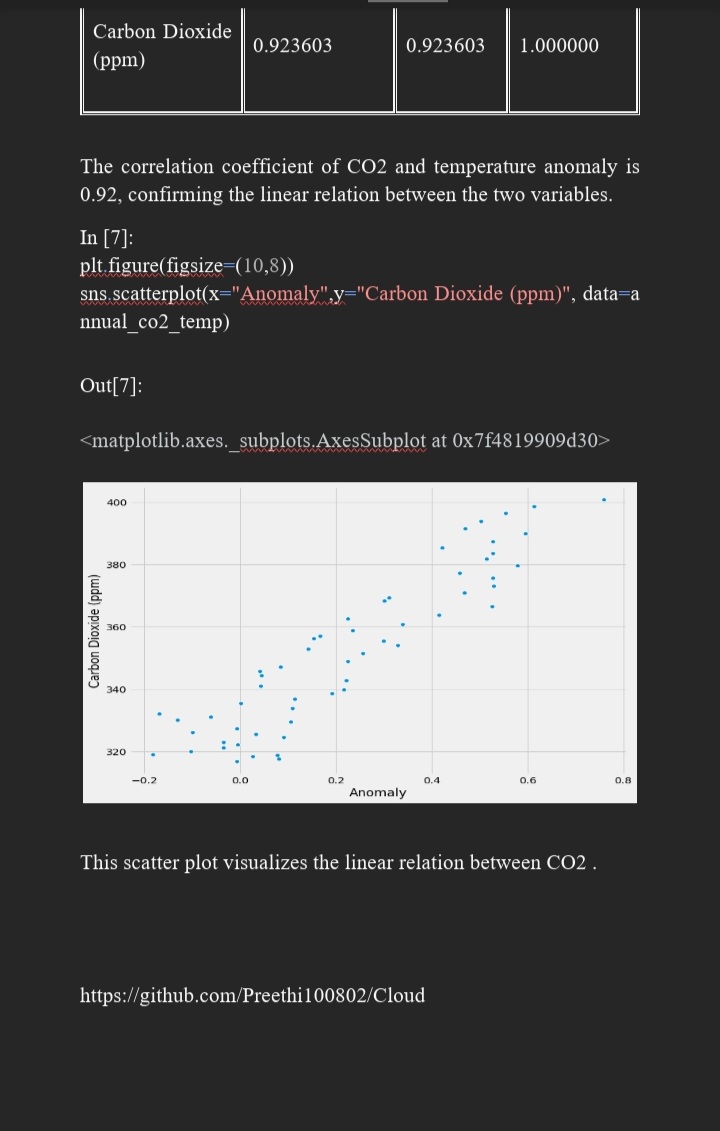 Carbon Dioxide
(ppm)
0.923603
0.923603
1.000000
The correlation coefficient of CO2 and temperature anomaly is
0.92, confirming the linear relation between the two variables.
In [7]:
plt.figure(figsize=(10,8))
sns.scatterplot(x="Anomaly",y="Carbon Dioxide (ppm)", data=a
nnual_co2_temp)
Out[7]:
<matplotlib.axes._subplots.AxesSubplot at 0x7f4819909d30>
400
380
360
340
320
Carbon Dioxide (ppm)
−0.2
0.0
0.2
0.4
0.6
0.8
Anomaly
This scatter plot visualizes the linear relation between CO2 .
https://github.com/Preethi100802/Cloud